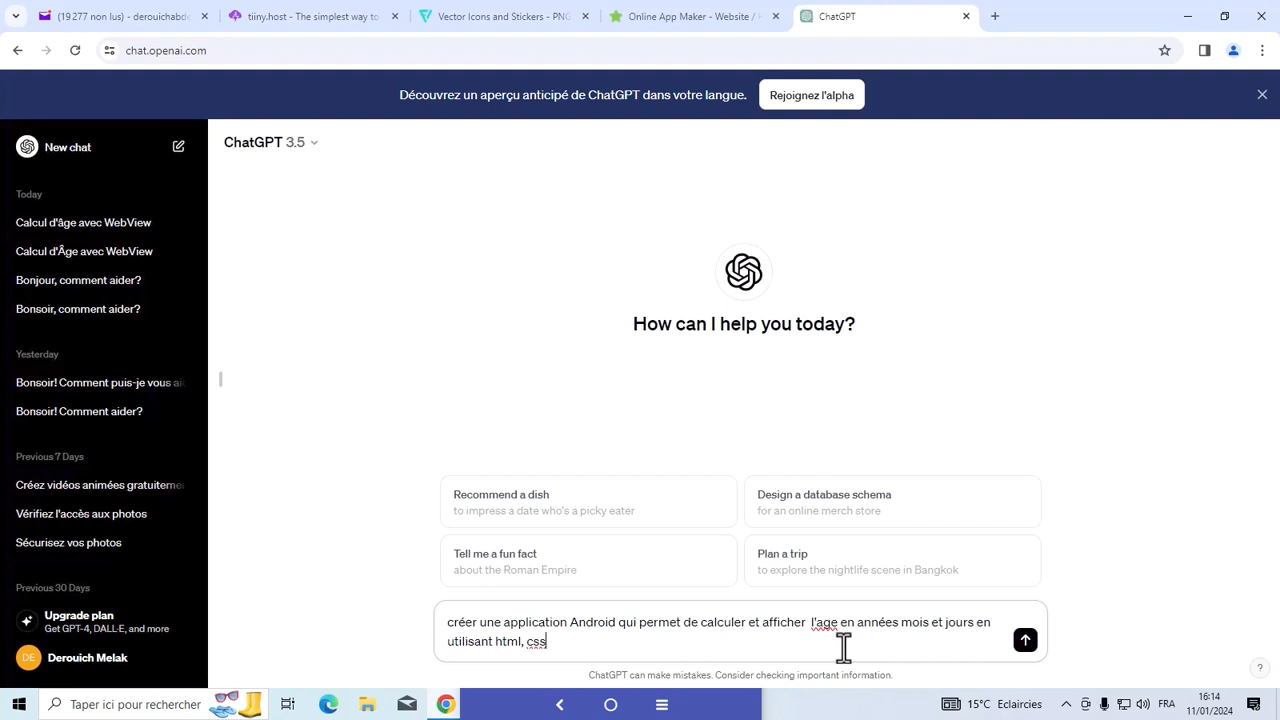 (19 277 non lus) - derouichabde
tiiny.host - The simplest way to
Vector Icons and Stickers - PNG
Online App Maker - Website / H
ChatGPT
chat.openai.com
Découvrez un aperçu anticipé de ChatGPT dans votre langue.
Rejoignez l'alpha
New chat
ChatGPT 3.5
Today
Calcul d'âge avec WebView
Calcul d'Âge avec WebView
Bonjour, comment aider?
Bonsoir, comment aider?
Yesterday
Bonsoir! Comment puis-je vous aid
Bonsoir! Comment aider?
Previous 7 Days
Créez vidéos animées gratuitemen
Vérifiez l'accès aux photos
Sécurisez vos photos
Previous 30 Days
Upgrade plan
Get GPT-4, DALL·E, and more
Derouich Melak
How can I help you today?
Recommend a dish
to impress a date who's a picky eater
Design a database schema
for an online merch store
Tell me a fun fact
about the Roman Empire
Plan a trip
to explore the nightlife scene in Bangkok
créer une application Android qui permet de calculer et afficher l'age en années mois et jours en
utilisant html, css
ChatGPT can make mistakes. Consider checking important information.
?
Taper ici pour rechercher
15°C Eclaircies
FRA
16:14
11/01/2024